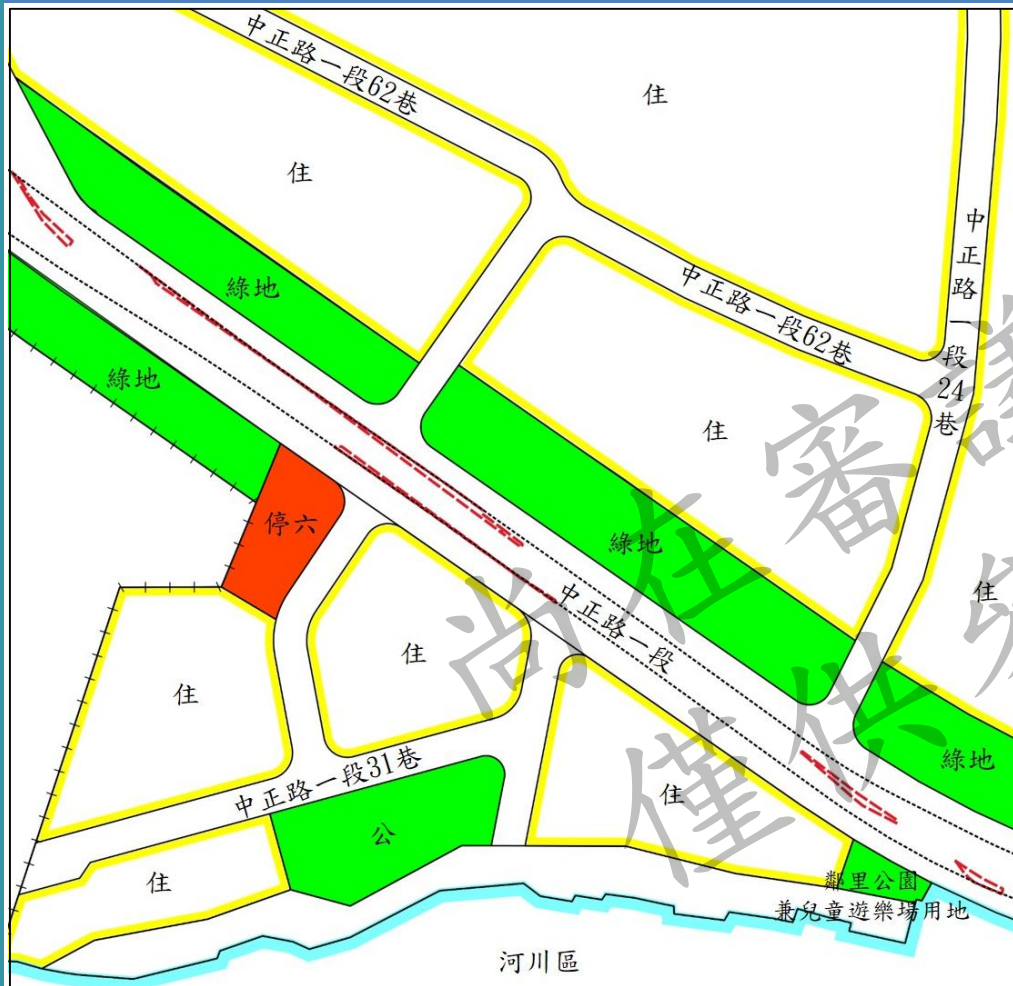 中正路一段62巷
住
住
中正路一段24巷
綠地
中正路一段62巷
綠地
住
停六
綠地
中正路一段
住
住
住
綠地
中正路一段31巷
住
公
住
鄰里公園
兼兒童遊樂場用地
河川區
尚在審議
僅供